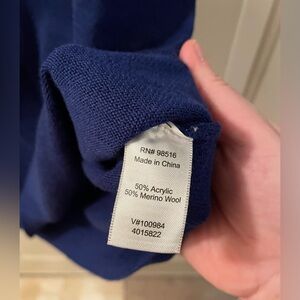 RN# 98516
Made in China
50% Acrylic
50% Merino Wool
V#100984
4015822